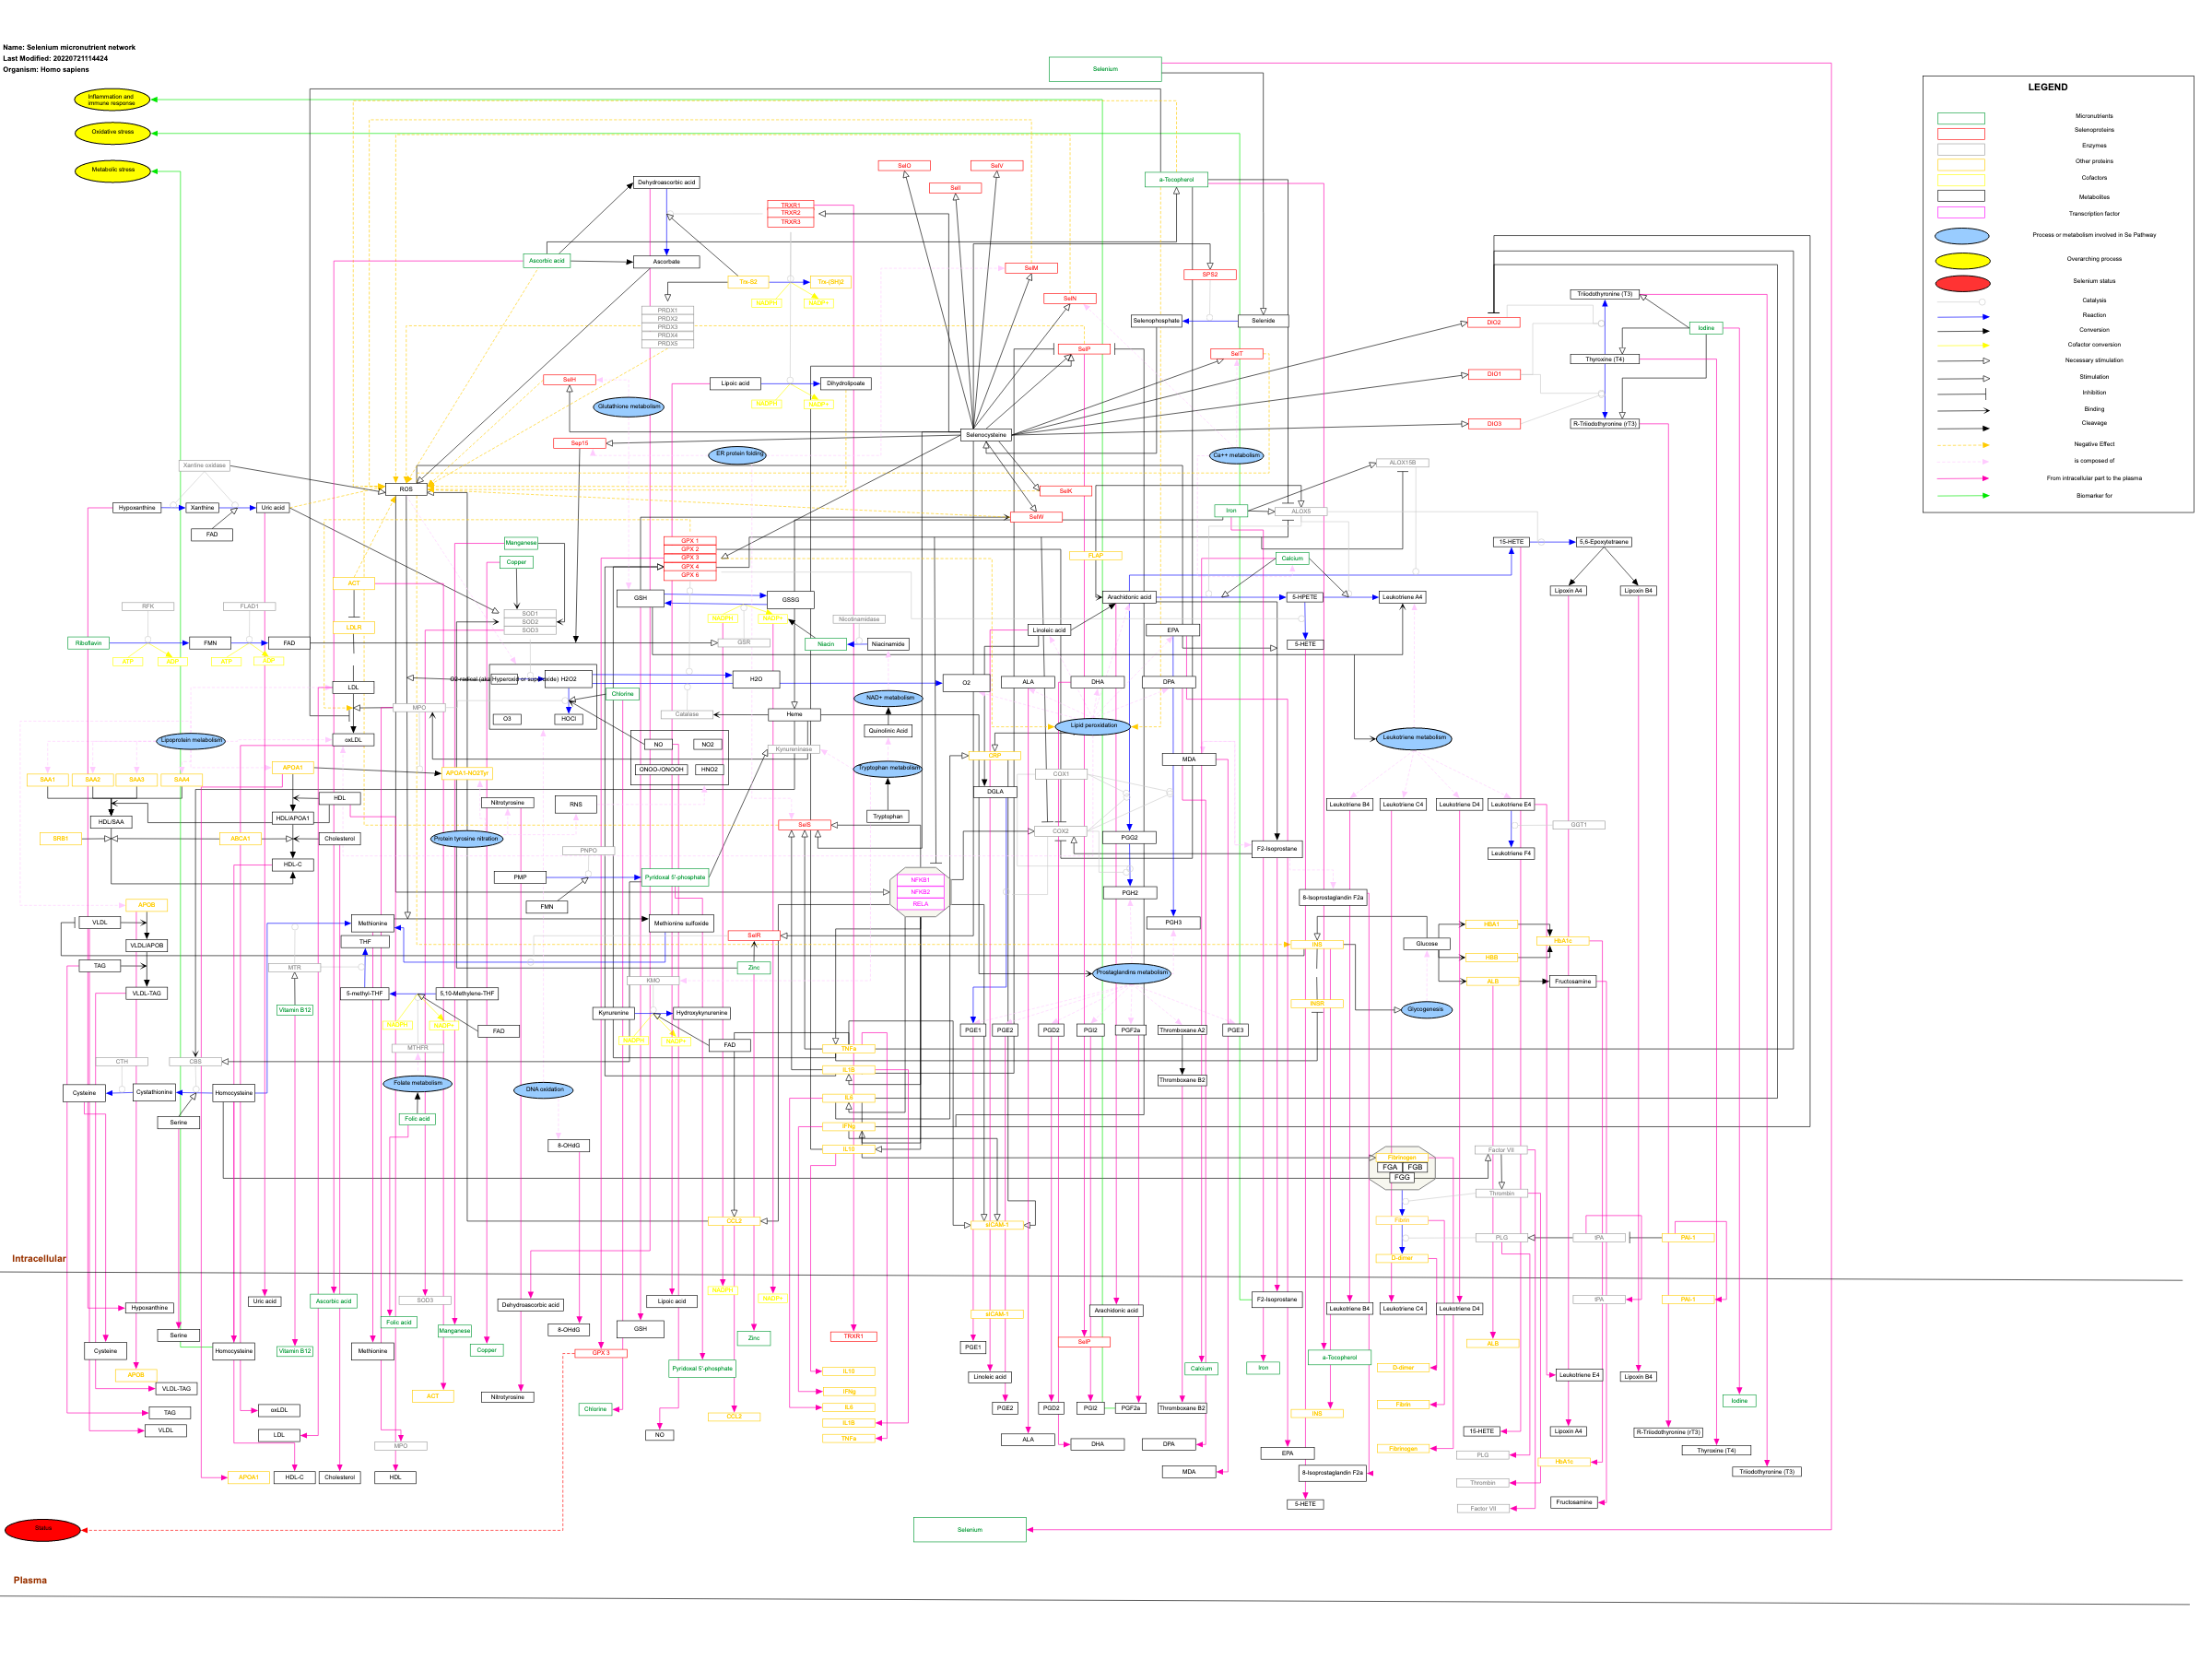 Name: Selenium micronutrient network
Last Modified: 20220721114424
Organism: Homo sapiens
Selenium
LEGEND
Micronutrients
Selenoproteins
Enzymes
Other proteins
Cofactors
Metabolites
Transcription factor
Process or metabolism involved in Se Pathway
Overarching process
Selenium status
Catalysis
Reaction
Conversion
Cofactor conversion
Necessary stimulation
Stimulation
Inhibition
Binding
Cleavage
Negative Effect
is composed of
From intracellular part to the plasma
Biomarker for
Inflammation and
immune response
Oxidative stress
Metabolic stress
SelO
SelV
SelI
a-Tocopherol
Dehydroascorbic acid
TRXR1
TRXR2
TRXR3
Ascorbic acid
Ascorbate
SelM
SPS2
Trx-S2
Trx-(SH)2
NADPH
NADP+
SelN
Triiodothyronine (T3)
PRDX1
PRDX2
PRDX3
PRDX4
PRDX5
Selenophosphate
Selenide
DIO2
Iodine
SelP
SelT
Thyroxine (T4)
SelH
Lipoic acid
Dihydrolipoate
NADPH
NADP+
DIO1
Glutathione metabolism
DIO3
R-Triiodothyronine (rT3)
Selenocysteine
Sep15
ER protein folding
Ca++ metabolism
Xantine oxidase
ALOX15B
ROS
SelK
Hypoxanthine
Xanthine
Uric acid
Iron
ALOX5
SelW
FAD
Manganese
Copper
GPX 1
GPX 2
GPX 3
GPX 4
GPX 6
FLAP
Calcium
15-HETE
5,6-Epoxytetraene
ACT
Lipoxin A4
Lipoxin B4
RFK
FLAD1
SOD1
SOD2
SOD3
GSH
GSSG
Arachidonic acid
5-HPETE
Leukotriene A4
NADPH
NADP+
Nicotinamidase
LDLR
Linoleic acid
EPA
Riboflavin
FMN
FAD
GSR
Niacin
Niacinamide
5-HETE
ATP
ADP
ATP
ADP
H2O2
H2O
O2
ALA
DHA
DPA
LDL
Chlorine
NAD+ metabolism
MPO
O3
HOCl
Catalase
Heme
Lipid peroxidation
Quinolinic Acid
Lipoprotein metabolism
oxLDL
NO
NO2
Kynureninase
Leukotriene metabolism
CRP
MDA
APOA1
APOA1-NO2Tyr
ONOO-/ONOOH
HNO2
Tryptophan metabolism
COX1
SAA1
SAA2
SAA3
SAA4
DGLA
HDL
Nitrotyrosine
RNS
Leukotriene B4
Leukotriene C4
Leukotriene D4
Leukotriene E4
HDL/SAA
HDL/APOA1
Tryptophan
SelS
GGT1
SRB1
ABCA1
Cholesterol
Protein tyrosine nitration
COX2
PGG2
PNPO
F2-Isoprostane
Leukotriene F4
HDL-C
PMP
Pyridoxal 5'-phosphate
NFKB1
NFKB2
RELA
PGH2
8-Isoprostaglandin F2a
APOB
FMN
VLDL
Methionine
Methionine sulfoxide
PGH3
HBA1
THF
SelR
VLDL/APOB
INS
Glucose
HbA1c
HBB
TAG
MTR
Zinc
Prostaglandins metabolism
KMO
ALB
Fructosamine
VLDL-TAG
5-methyl-THF
5,10-Methylene-THF
INSR
Glycogenesis
Vitamin B12
Kynurenine
Hydroxykynurenine
NADPH
NADP+
FAD
PGE1
PGE2
PGD2
PGI2
PGF2a
Thromboxane A2
PGE3
NADPH
NADP+
FAD
MTHFR
TNFa
CTH
CBS
IL1B
Thromboxane B2
Folate metabolism
DNA oxidation
Cysteine
Cystathionine
Homocysteine
IL6
Serine
Folic acid
IFNg
8-OHdG
IL10
Factor VII
Fibrinogen
FGA
FGB
FGG
Thrombin
CCL2
sICAM-1
Fibrin
PLG
tPA
PAI-1
D-dimer
Intracellular
NADPH
NADP+
Uric acid
Ascorbic acid
SOD3
Dehydroascorbic acid
Lipoic acid
F2-Isoprostane
tPA
PAI-1
Hypoxanthine
Leukotriene B4
Leukotriene C4
Leukotriene D4
Arachidonic acid
sICAM-1
Folic acid
Manganese
8-OHdG
GSH
Serine
Zinc
TRXR1
SelP
ALB
Cysteine
Homocysteine
Vitamin B12
Methionine
Copper
GPX 3
PGE1
a-Tocopherol
Pyridoxal 5'-phosphate
Calcium
Iron
D-dimer
APOB
Linoleic acid
Leukotriene E4
Lipoxin B4
VLDL-TAG
ACT
Nitrotyrosine
IFNg
Iodine
Fibrin
TAG
oxLDL
Chlorine
CCL2
IL6
PGE2
PGD2
PGI2
PGF2a
Thromboxane B2
INS
IL1B
VLDL
LDL
NO
TNFa
ALA
15-HETE
Lipoxin A4
R-Triiodothyronine (rT3)
MPO
DHA
DPA
Fibrinogen
Thyroxine (T4)
EPA
PLG
HbA1c
APOA1
HDL-C
Cholesterol
HDL
MDA
8-Isoprostaglandin F2a
Triiodothyronine (T3)
Thrombin
5-HETE
Factor VII
Fructosamine
Status
Selenium
Plasma